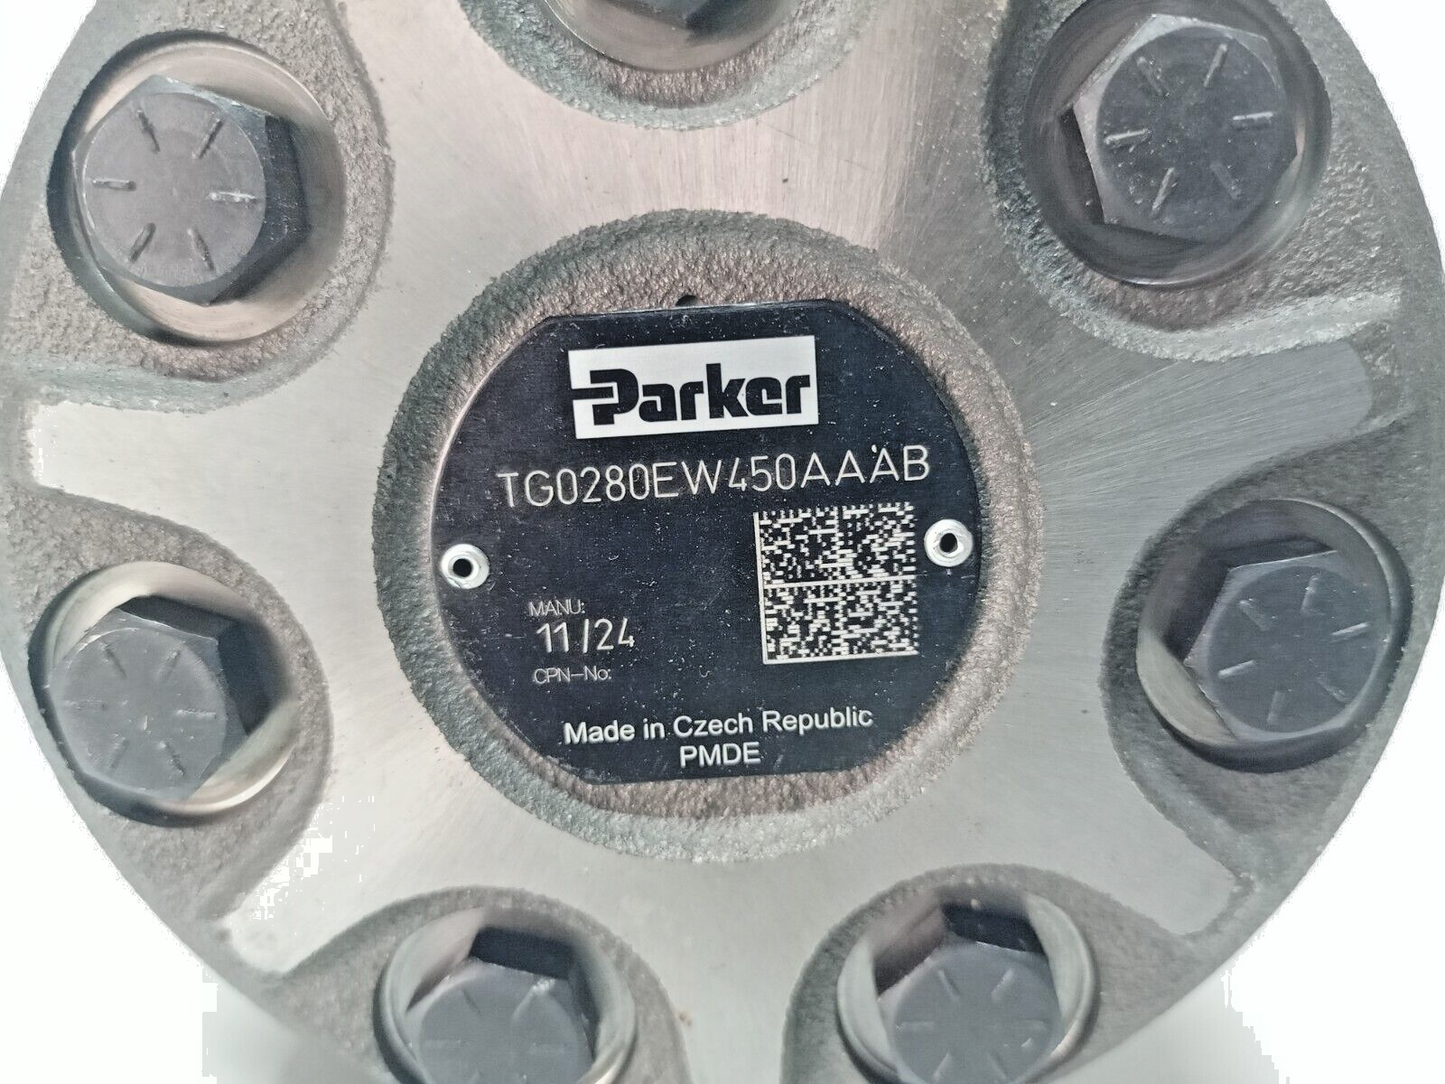 Parker
TG0280EW450AAAB
MANU:
11/24
CPN-No:
Made in Czech Republic
PMDE